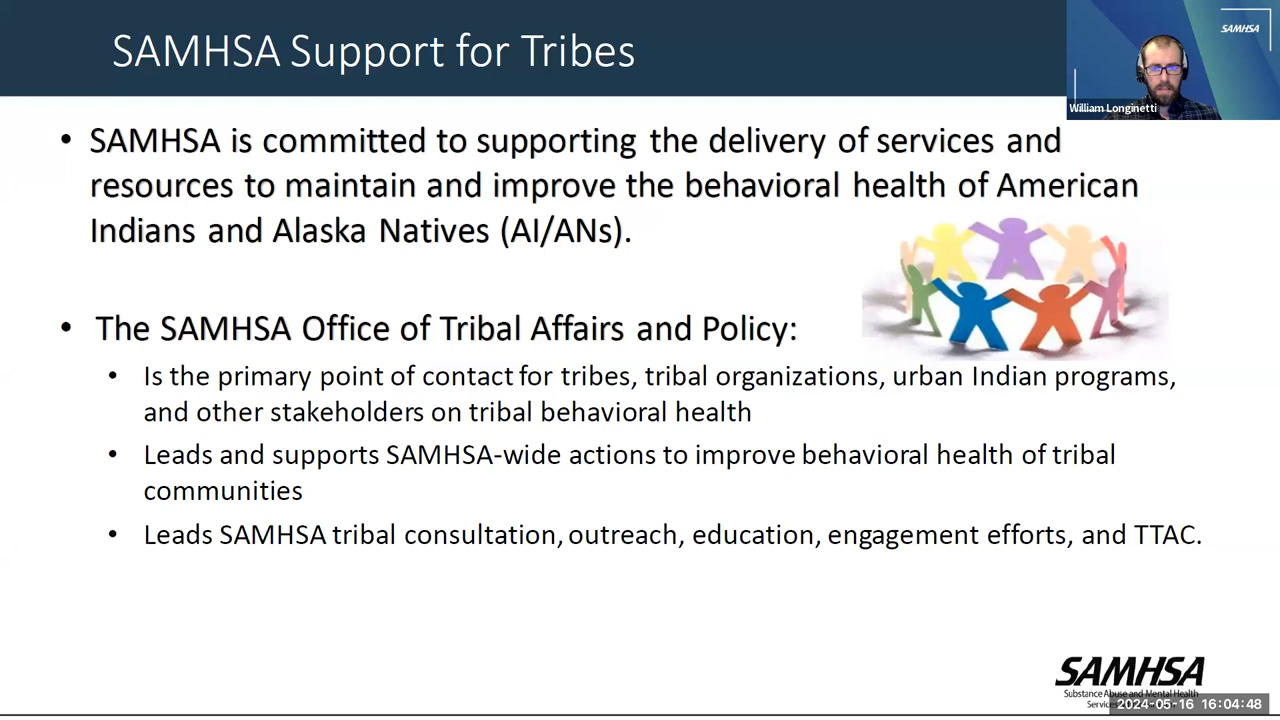 SAMHSA Support for Tribes
SAMHSA
William Longinetti
• SAMHSA is committed to supporting the delivery of services and
resources to maintain and improve the behavioral health of American
Indians and Alaska Natives (AI/ANs).
• The SAMHSA Office of Tribal Affairs and Policy:
• Is the primary point of contact for tribes, tribal organizations, urban Indian programs,
and other stakeholders on tribal behavioral health
• Leads and supports SAMHSA-wide actions to improve behavioral health of tribal
communities
• Leads SAMHSA tribal consultation, outreach, education, engagement efforts, and TTAC.
SAMHSA
Substance Abuse and Mental Health
2024-05-16 16:04:48